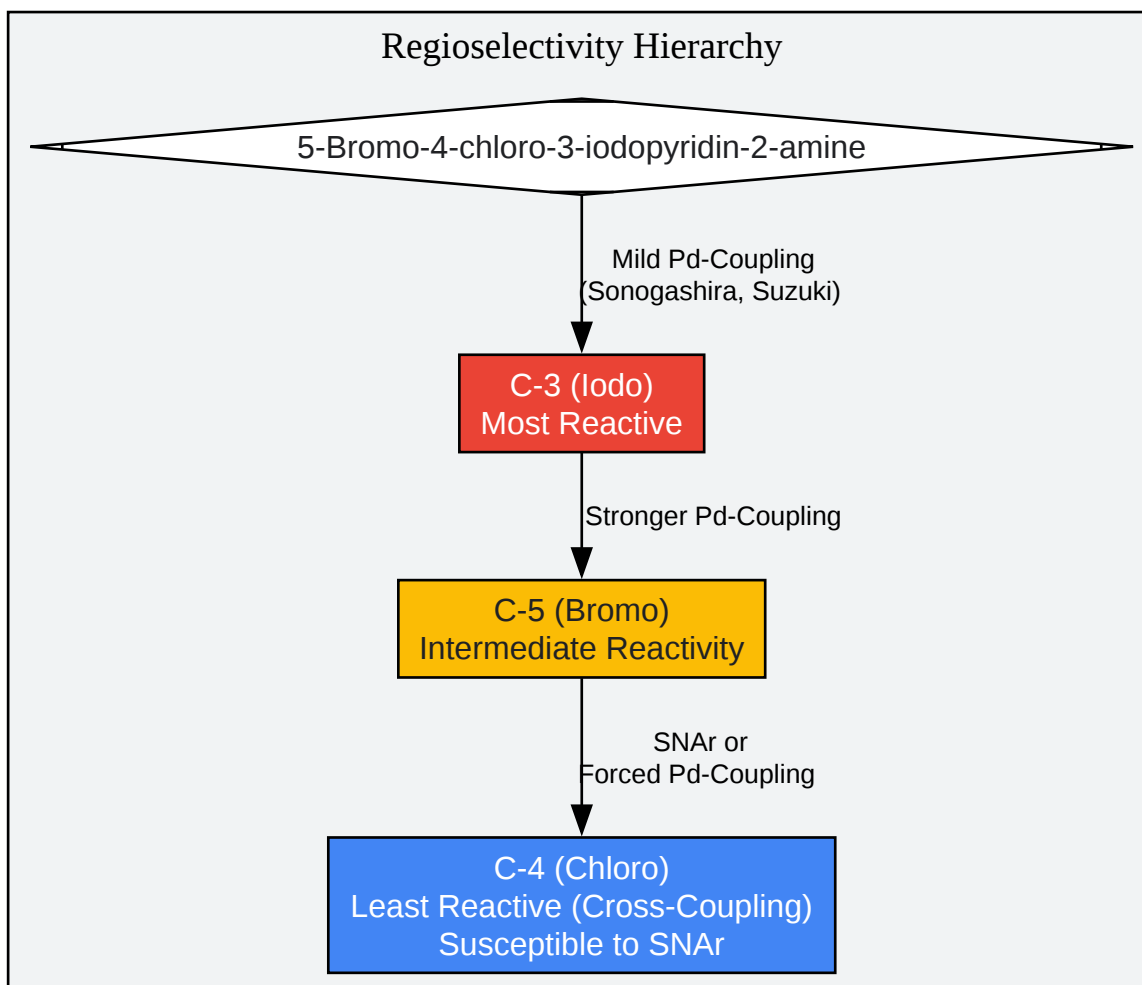 Regioselectivity Hierarchy
5-Bromo-4-chloro-3-iodopyridin-2-amine
Mild Pd-Coupling
(Sonogashira, Suzuki)
C-3 (Iodo)
Most Reactive
Stronger Pd-Coupling
C-5 (Bromo)
Intermediate Reactivity
SNAr or
Forced Pd-Coupling
C-4 (Chloro)
Least Reactive (Cross-Coupling)
Susceptible to SNAr